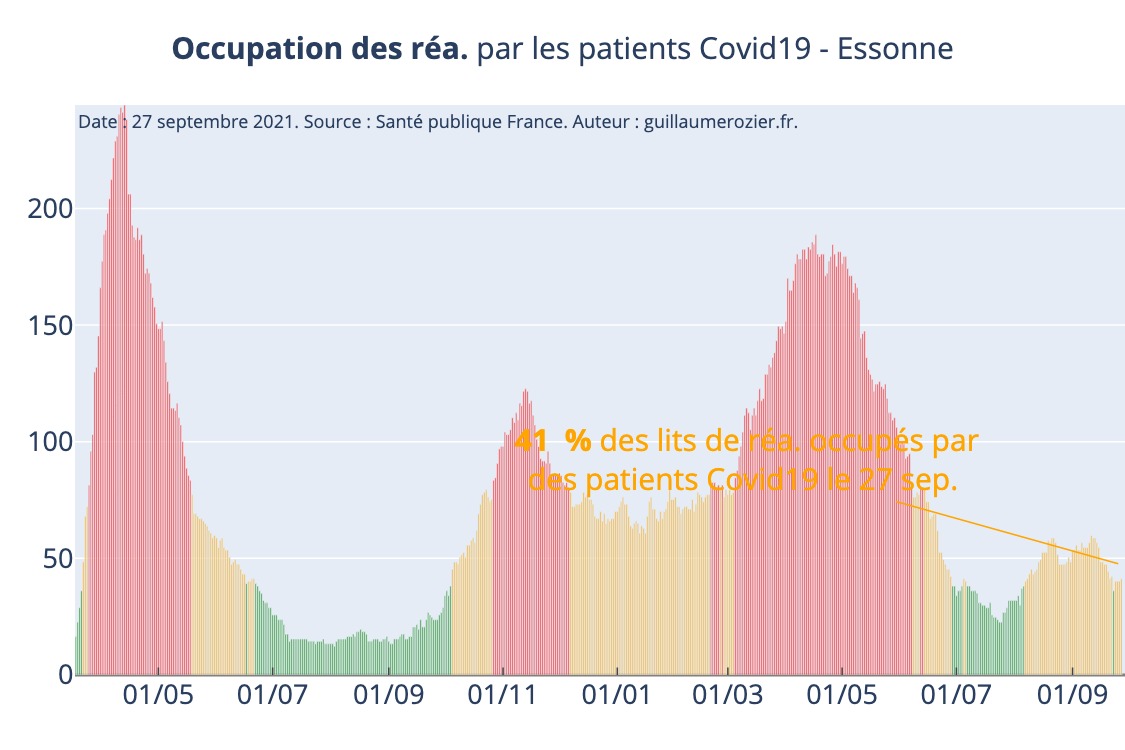 Occupation des réa. par les patients Covid19 - Essonne
Date : 27 septembre 2021. Source : Santé publique France. Auteur : guillaumerozier.fr.
200
150
100
41 % des lits de réa. occupés par
des patients Covid19 le 27 sep.
50
0
01/05 01/07 01/09 01/11 01/01 01/03 01/05 01/07 01/09